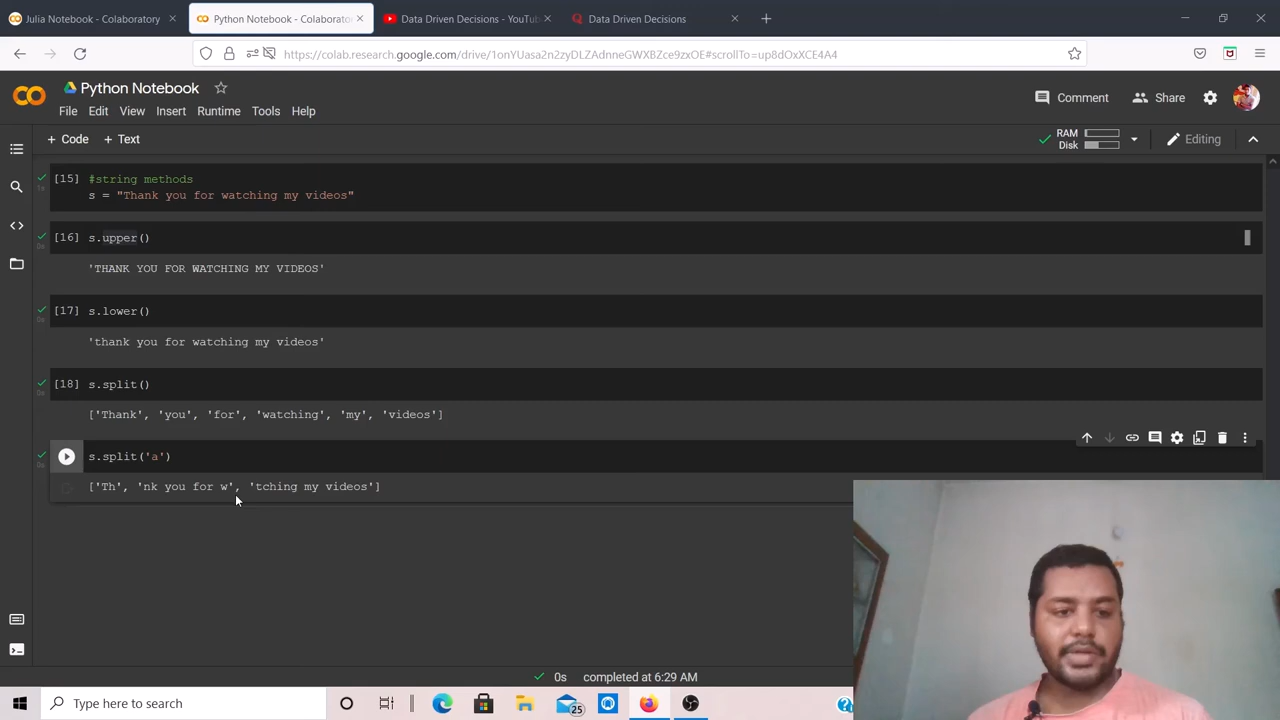 Julia Notebook - Colaboratory
Python Notebook - Colaborator
Data Driven Decisions - YouTub
Data Driven Decisions
https://colab.research.google.com/drive/1onYUasa2n2zyDLZAdnneGWXBZce9zxOE#scrollTo=up8dOxXCE4A4
Python Notebook
Comment
Share
File Edit View Insert Runtime Tools Help
+ Code + Text
RAM
Disk
Editing
[15] #string methods
s = "Thank you for watching my videos"
[16] s.upper()
'THANK YOU FOR WATCHING MY VIDEOS'
[17] s.lower()
'thank you for watching my videos'
[18] s.split()
['Thank', 'you', 'for', 'watching', 'my', 'videos']
s.split('a')
['Th', 'nk you for w', 'tching my videos']
0s completed at 6:29 AM
Type here to search
25